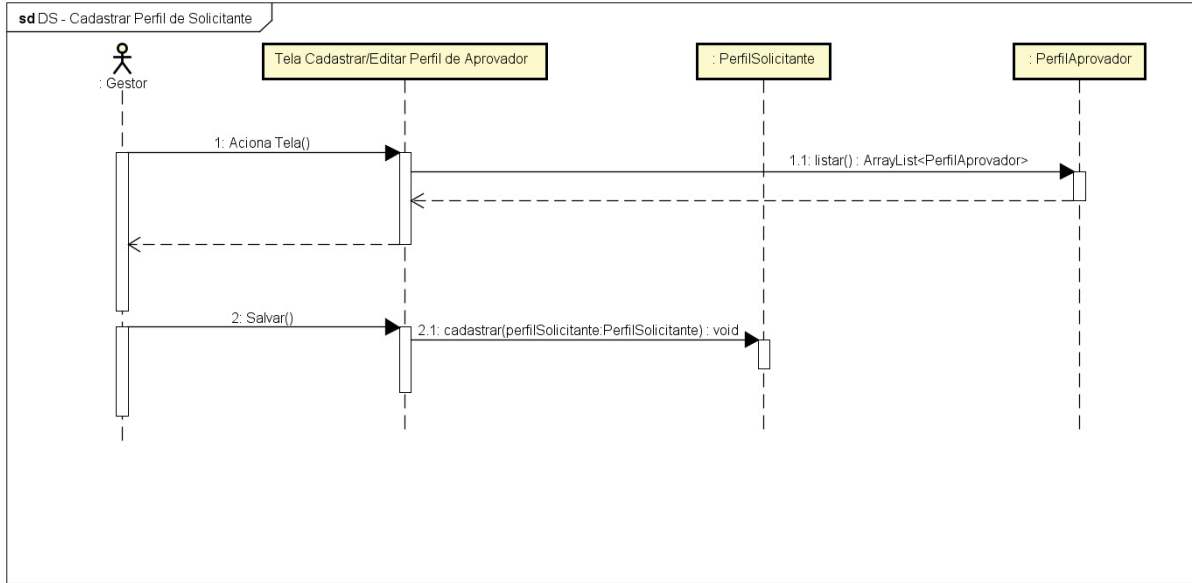 sd DS - Cadastrar Perfil de Solicitante
: Gestor
Tela Cadastrar/Editar Perfil de Aprovador
: PerfilSolicitante
: PerfilAprovador
1: Aciona Tela()
1.1: listar() : ArrayList<PerfilAprovador>
2: Salvar()
2.1: cadastrar(perfilSolicitante:PerfilSolicitante) : void